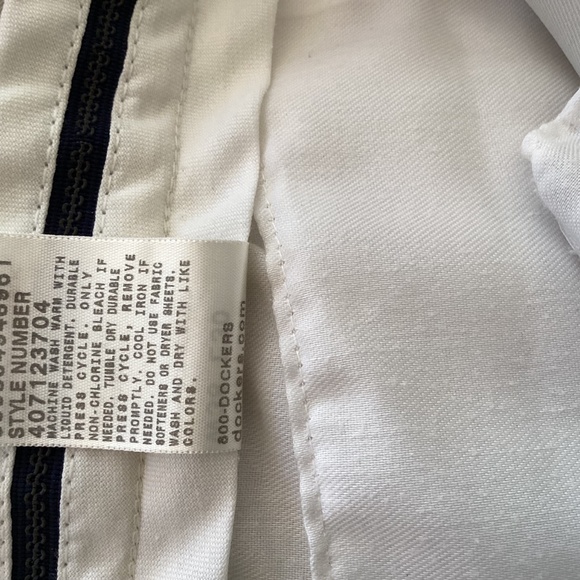 STYLE NUMBER
407123704
MACHINE WASH WARM WITH
LIQUID DETERGENT, DURABLE
PRESS CYCLE. ONLY
NON-CHLORINE BLEACH IF
NEEDED. TUMBLE DRY DURABLE
PRESS CYCLE, REMOVE
PROMPTLY. COOL IRON IF
NEEDED. DO NOT USE FABRIC
SOFTENERS OR DRYER SHEETS.
WASH AND DRY WITH LIKE
COLORS.
800-DOCKERS
dockers.com